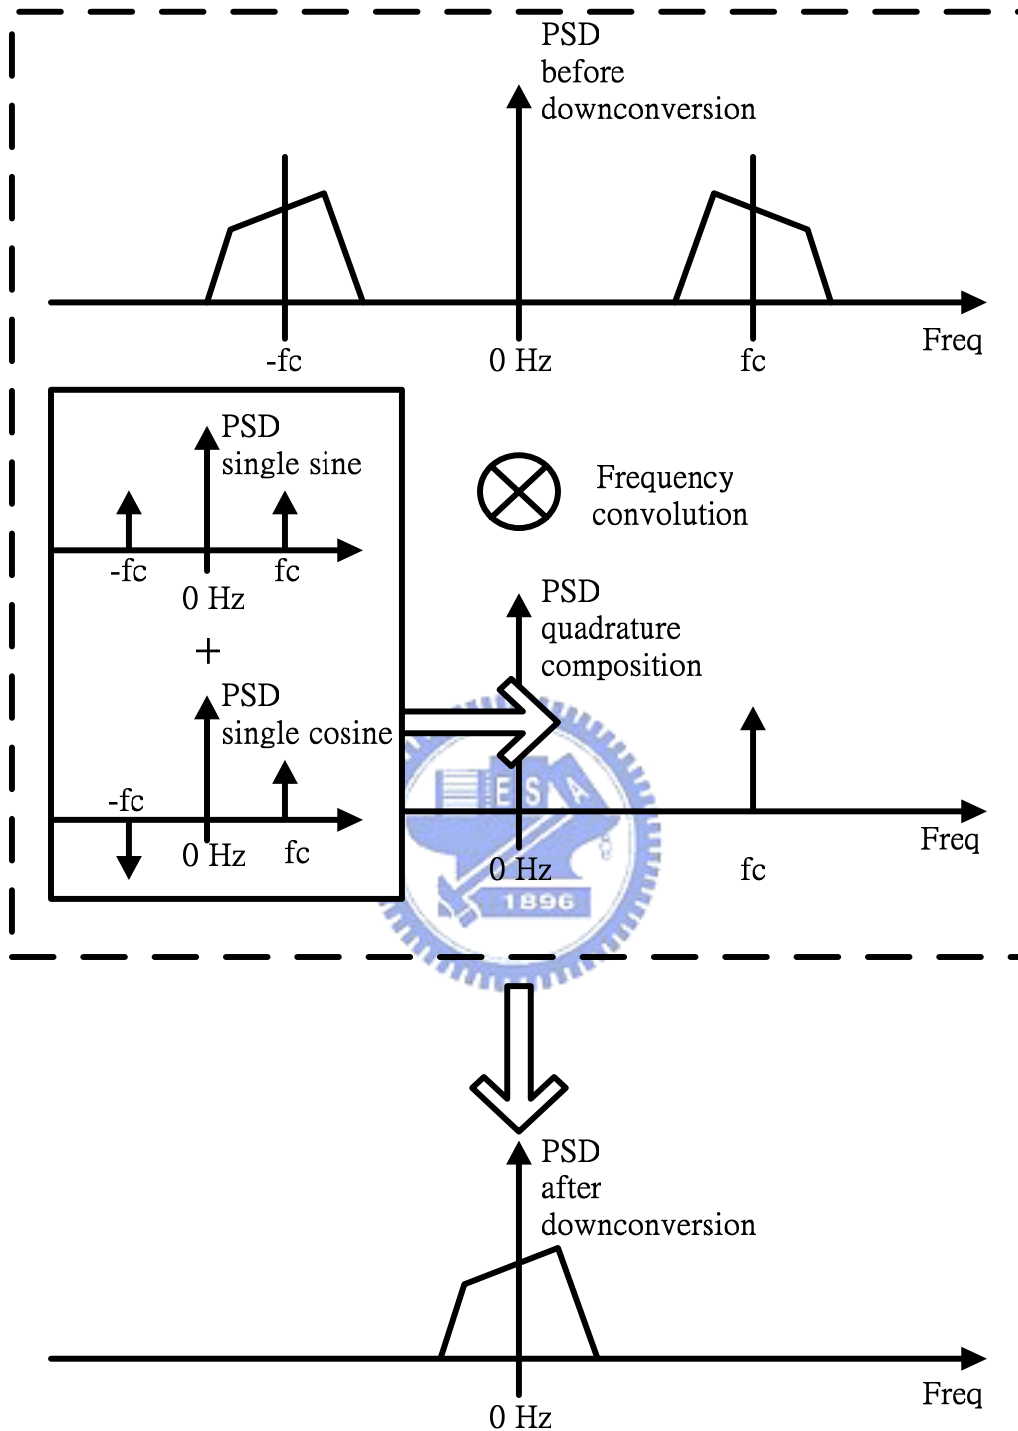 PSD
before
downconversion
-fc
0 Hz
fc
Freq
PSD
single sine
-fc
fc
0 Hz
+
PSD
single cosine
-fc
0 Hz
fc
Frequency
convolution
PSD
quadrature
composition
E S A
1896
0 Hz
fc
Freq
PSD
after
downconversion
Freq
0 Hz